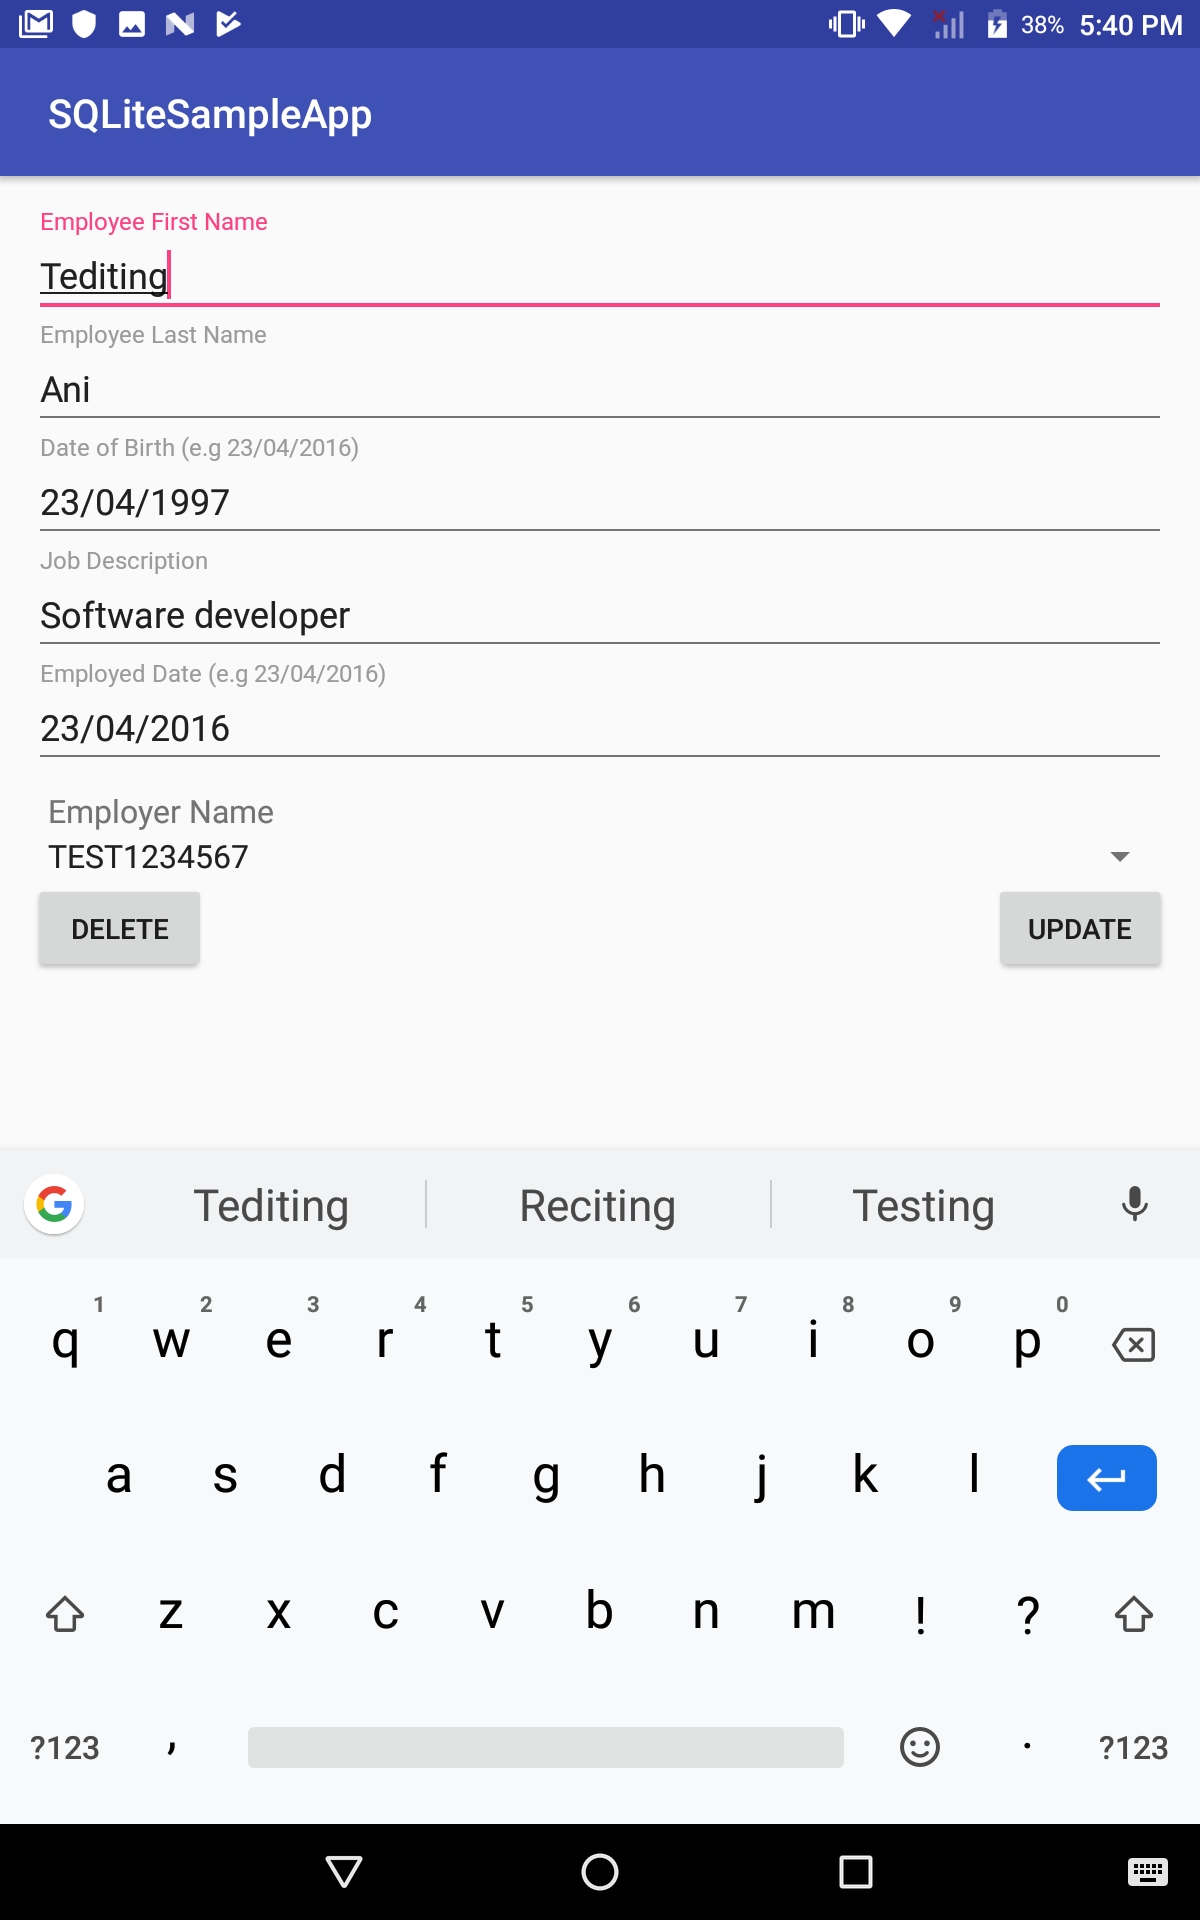 38% 5:40 PM
SQLiteSampleApp
Employee First Name
Tediting
Employee Last Name
Ani
Date of Birth (e.g 23/04/2016)
23/04/1997
Job Description
Software developer
Employed Date (e.g 23/04/2016)
23/04/2016
Employer Name
TEST1234567
DELETE UPDATE
Tediting Reciting Testing
1 2 3 4 5 6 7 8 9 0
q w e r t y u i o p
a s d f g h j k l
z x c v b n m ! ?
?123 , . ?123